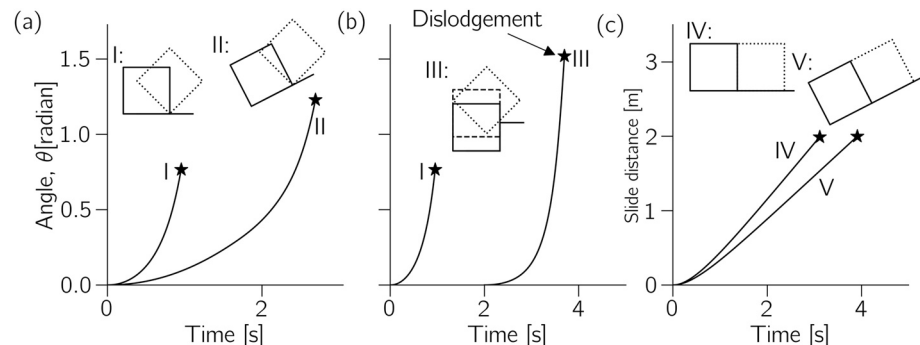 (a)
I:
II:
1.5
1.0
0.5
0.0
Angle, θ[radian]
I
II
0
2
Time [s]
(b)
Dislodgement
III:
I
III
0
2
4
Time [s]
(c)
IV:
V:
3
2
1
0
Slide distance [m]
IV
V
0
2
4
Time [s]